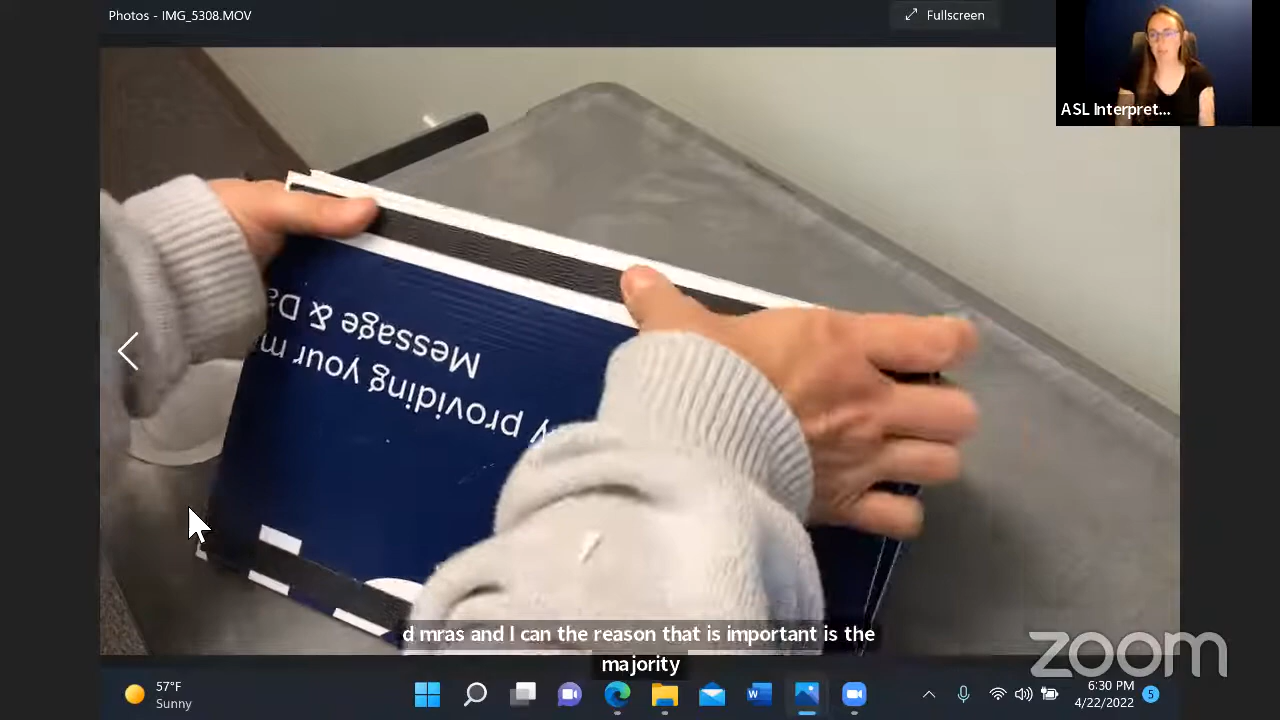 Photos - IMG_5308.MOV
Fullscreen
ASL Interpret...
Message & Da
y providing your m
d mras and I can the reason that is important is the
majority
zoom
57°F
Sunny
6:30 PM
4/22/2022
5